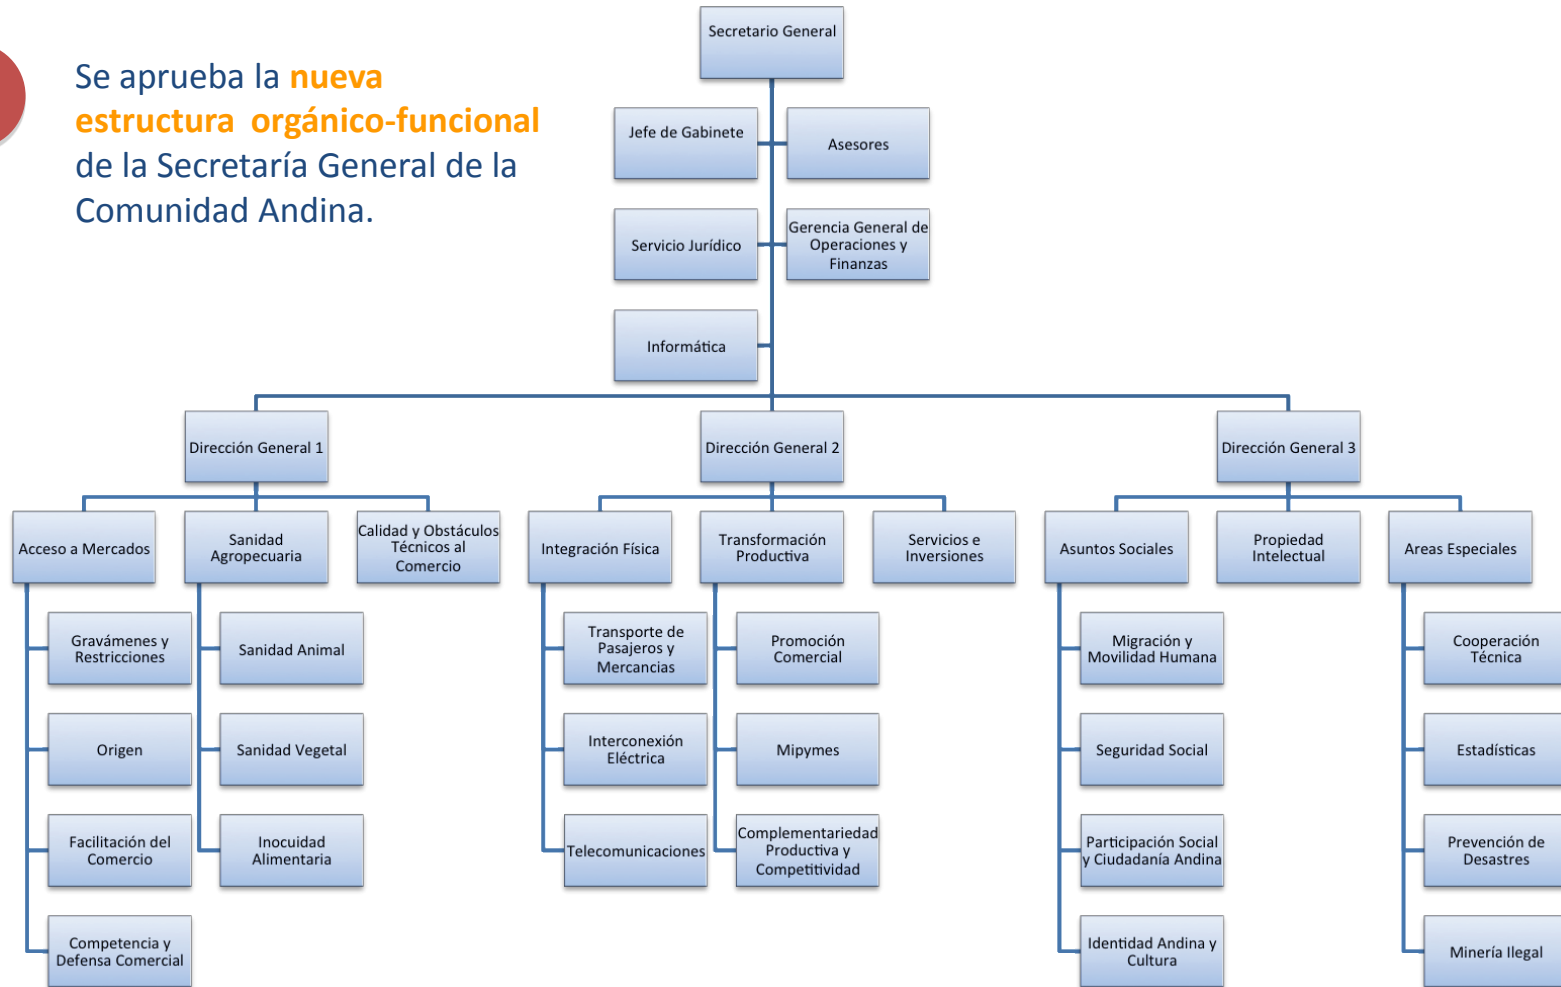 Se aprueba la nueva
estructura orgánico-funcional
de la Secretaría General de la
Comunidad Andina.
Secretario General
Jefe de Gabinete
Asesores
Servicio Jurídico
Gerencia General de
Operaciones y
Finanzas
Informática
Dirección General 1
Dirección General 2
Dirección General 3
Acceso a Mercados
Sanidad
Agropecuaria
Calidad y Obstáculos
Técnicos al
Comercio
Integración Física
Transformación
Productiva
Servicios e
Inversiones
Asuntos Sociales
Propiedad
Intelectual
Areas Especiales
Gravámenes y
Restricciones
Origen
Facilitación del
Comercio
Competencia y
Defensa Comercial
Sanidad Animal
Sanidad Vegetal
Inocuidad
Alimentaria
Transporte de
Pasajeros y
Mercancias
Interconexión
Eléctrica
Telecomunicaciones
Promoción
Comercial
Mipymes
Complementariedad
Productiva y
Competitividad
Migración y
Movilidad Humana
Seguridad Social
Participación Social
y Ciudadanía Andina
Identidad Andina y
Cultura
Cooperación
Técnica
Estadísticas
Prevención de
Desastres
Minería Ilegal